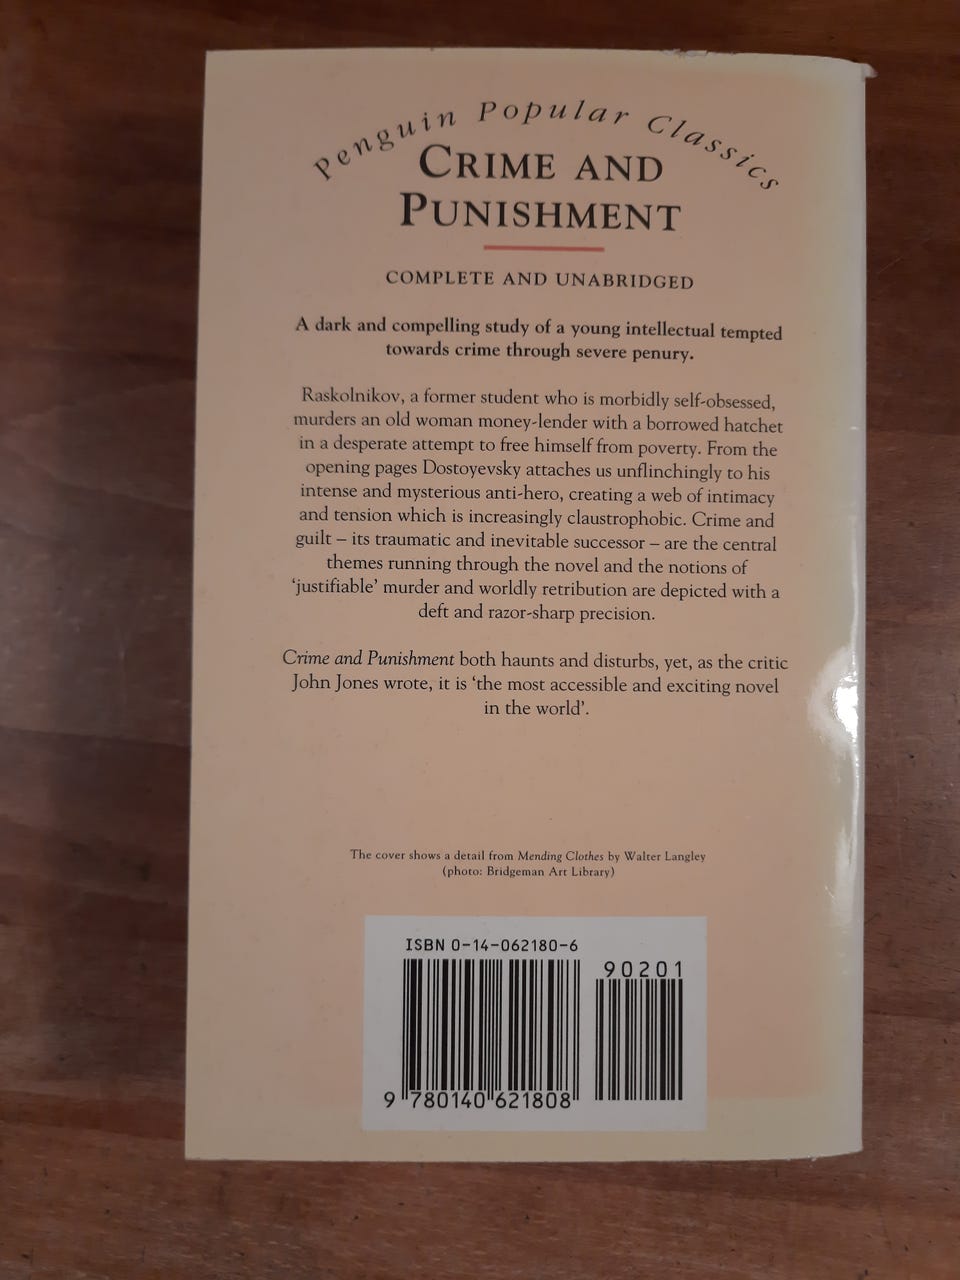 Penguin Popular Classics
CRIME AND
PUNISHMENT
COMPLETE AND UNABRIDGED
A dark and compelling study of a young intellectual tempted
towards crime through severe penury.
Raskolnikov, a former student who is morbidly self-obsessed,
murders an old woman money-lender with a borrowed hatchet
in a desperate attempt to free himself from poverty. From the
opening pages Dostoyevsky attaches us unflinchingly to his
intense and mysterious anti-hero, creating a web of intimacy
and tension which is increasingly claustrophobic. Crime and
guilt – its traumatic and inevitable successor – are the central
themes running through the novel and the notions of
‘justifiable’ murder and worldly retribution are depicted with a
deft and razor-sharp precision.
Crime and Punishment both haunts and disturbs, yet, as the critic
John Jones wrote, it is ‘the most accessible and exciting novel
in the world’.
The cover shows a detail from Mending Clothes by Walter Langley
(photo: Bridgeman Art Library)
ISBN 0-14-062180-6
90201
9 780140 621808